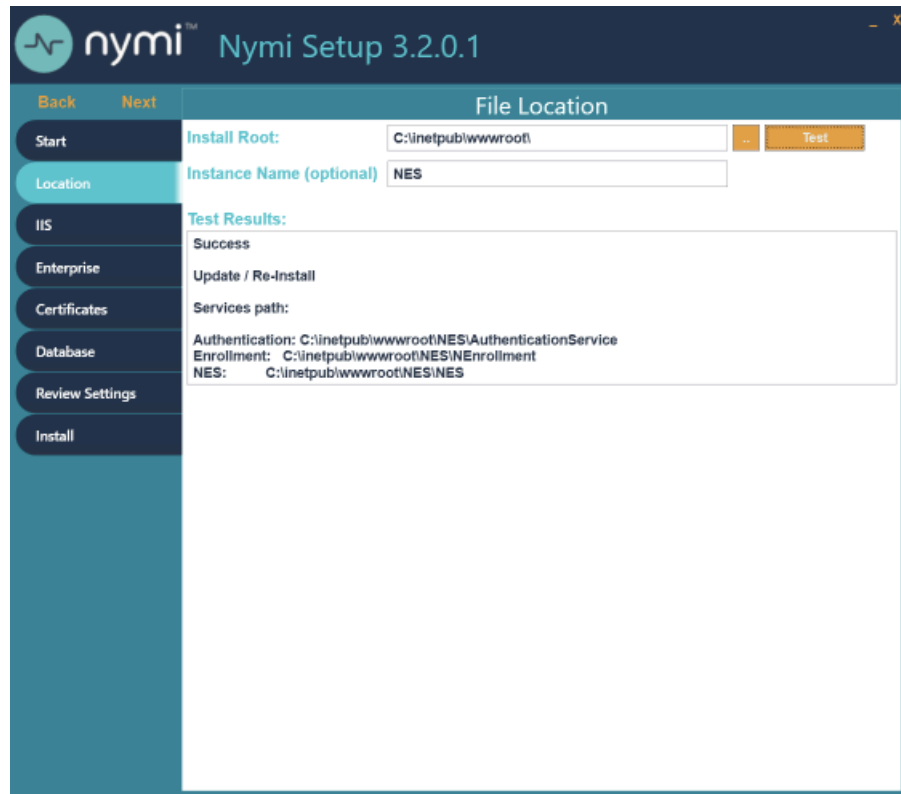 nymi™ Nymi Setup 3.2.0.1
_ X
Back Next
File Location
Start
Location
IIS
Enterprise
Certificates
Database
Review Settings
Install
Install Root: C:\inetpub\wwwroot\ .. Test
Instance Name (optional) NES
Test Results:
Success
Update / Re-Install
Services path:
Authentication: C:\inetpub\wwwroot\NES\AuthenticationService
Enrollment: C:\inetpub\wwwroot\NES\NEnrollment
NES: C:\inetpub\wwwroot\NES\NES